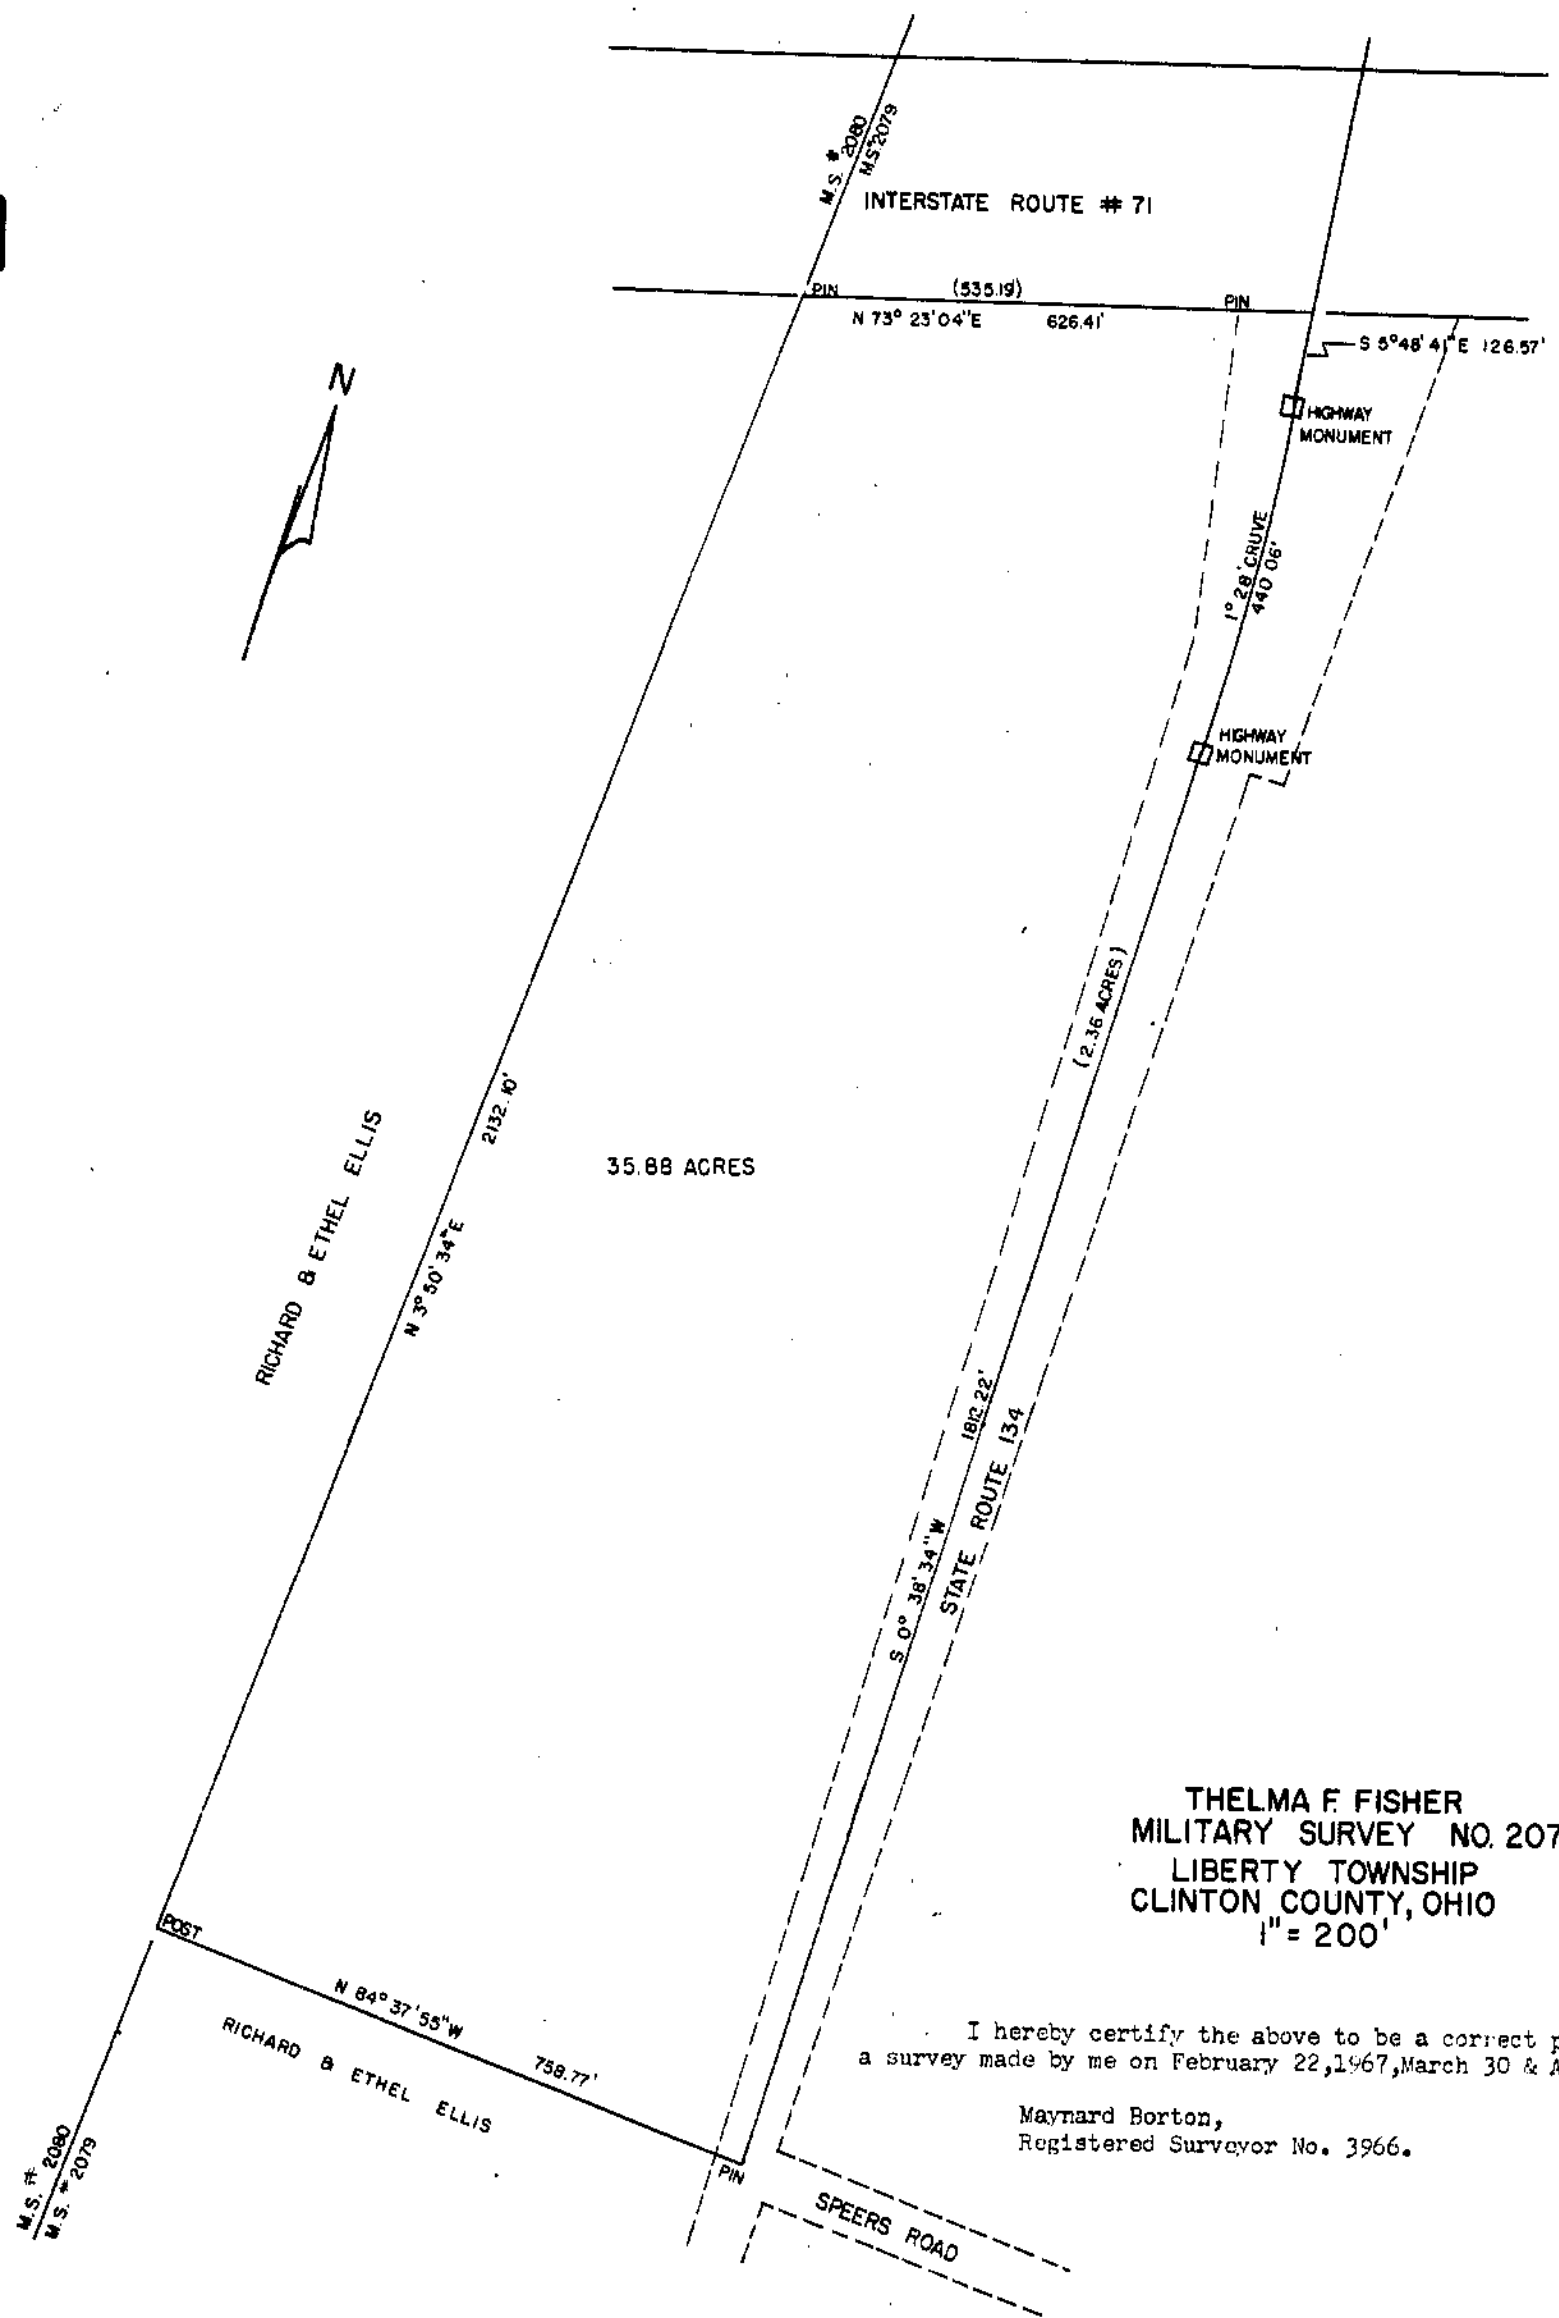 M.S. # 2080
M.S.#2079
INTERSTATE ROUTE # 71
PIN
(535.19)
PIN
N 73° 23'04"E 626.41'
S 5°48'41"E 126.57'
N
HIGHWAY
MONUMENT
1° 28' CRUVE
440.06'
HIGHWAY
MONUMENT
(2.36 ACRES)
2132.10'
N 3° 50' 34"E
RICHARD & ETHEL ELLIS
35.88 ACRES
1812.22'
S 0° 38' 34" W
STATE ROUTE 134
THELMA F. FISHER
MILITARY SURVEY NO. 207
LIBERTY TOWNSHIP
CLINTON COUNTY, OHIO
1" = 200'
POST
N 84° 37' 55" W
758.77'
RICHARD & ETHEL ELLIS
PIN
M.S. # 2080
M.S. # 2079
SPEERS ROAD
I hereby certify the above to be a correct
a survey made by me on February 22,1967,March 30 &
Maynard Borton,
Registered Surveyor No. 3966.